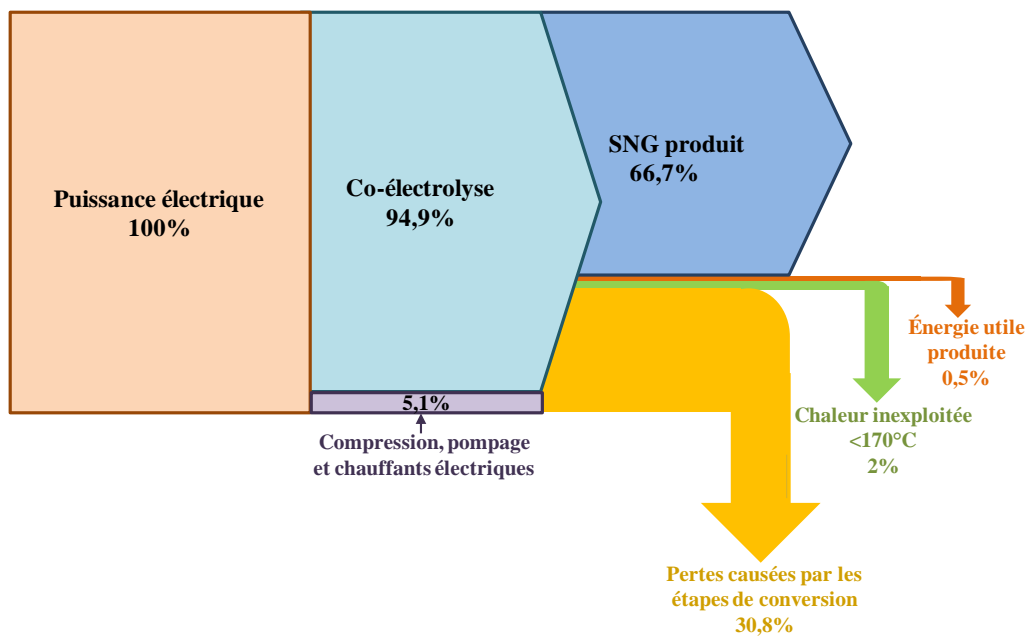 Puissance électrique
100%
Co-électrolyse
94,9%
SNG produit
66,7%
5,1%
Compression, pompage
et chauffants électriques
Énergie utile
produite
0,5%
Chaleur inexploitée
<170°C
2%
Pertes causées par les
étapes de conversion
30,8%